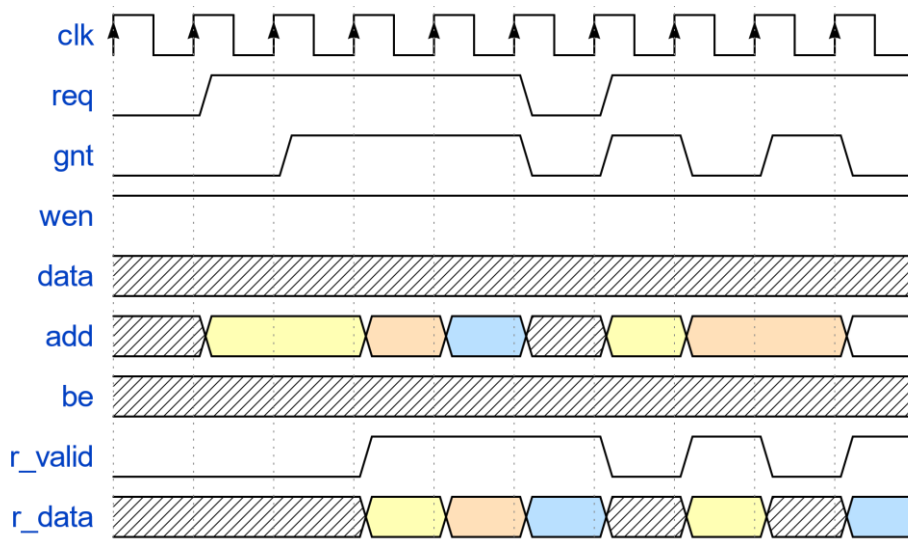 clk
req
gnt
wen
data
add
be
r_valid
r_data